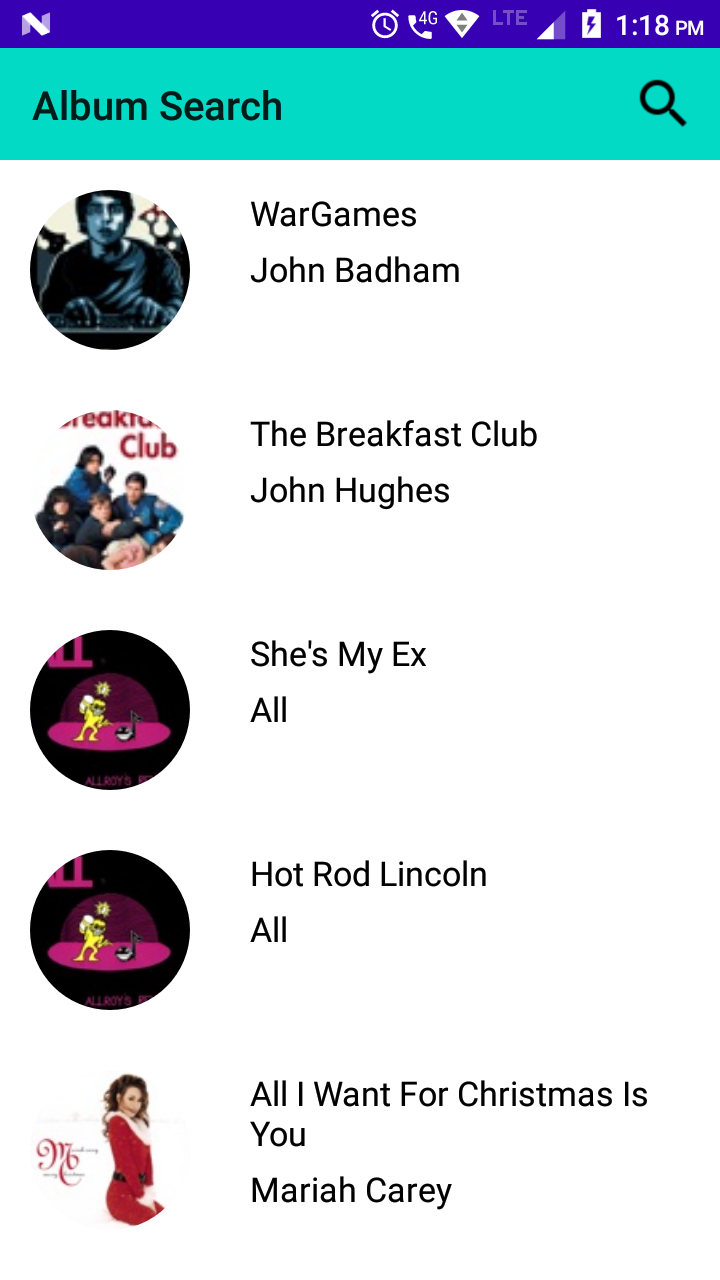 4G LTE 1:18 PM
Album Search
WarGames
John Badham
Breakfast
Club
The Breakfast Club
John Hughes
She's My Ex
All
ALLROY'S
Hot Rod Lincoln
All
ALLROY'S
All I Want For Christmas Is
You
Mariah Carey